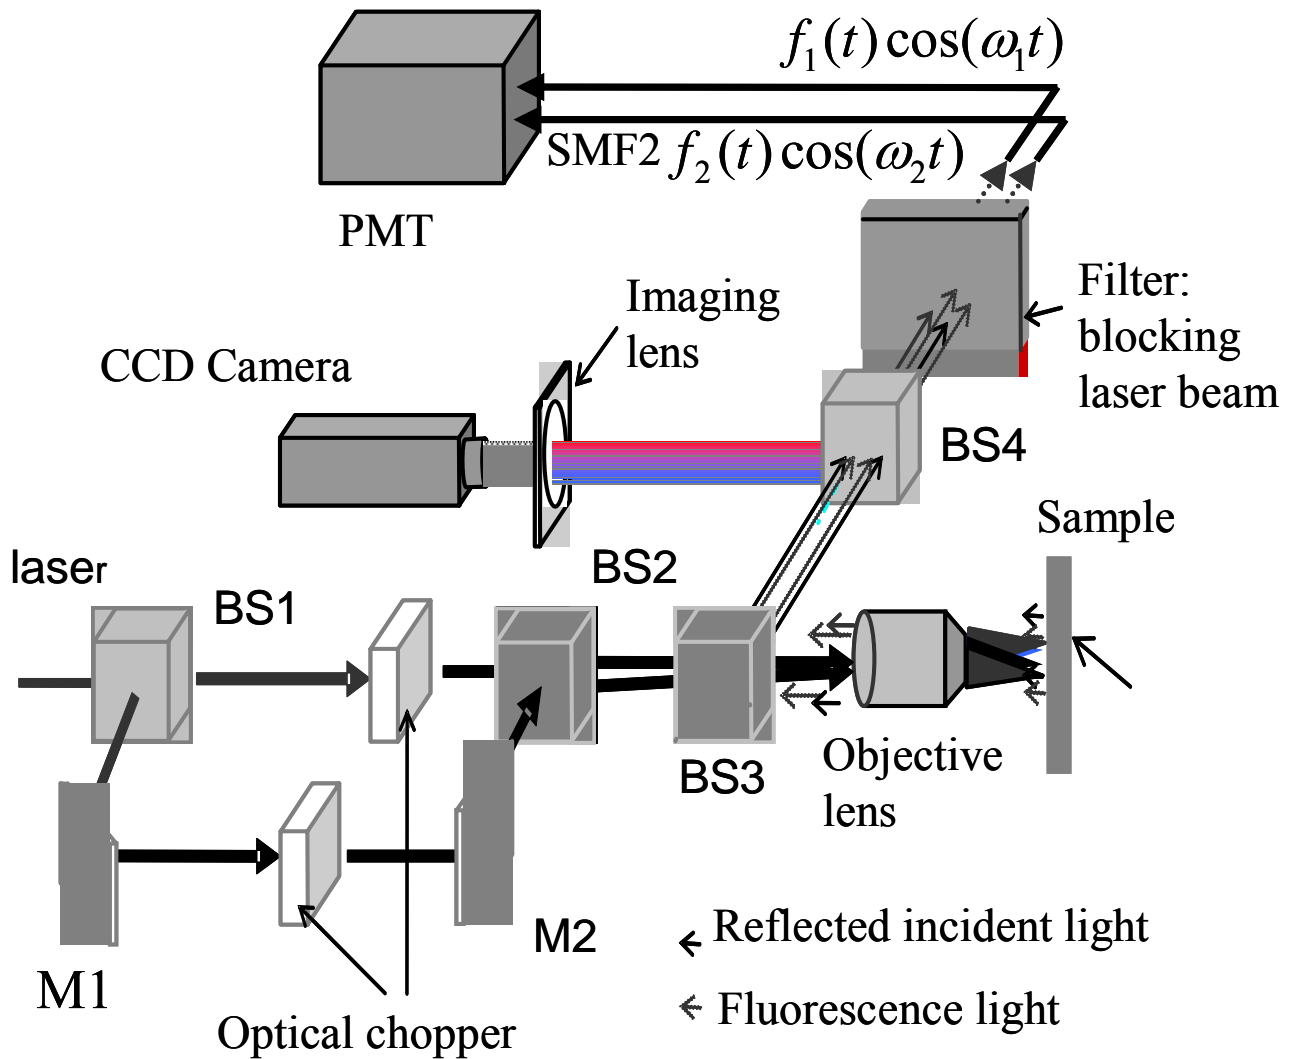 f₁(t)cos(ω₁t)
SMF2 f₂(t)cos(ω₂t)
PMT
Imaging
lens
Filter:
blocking
laser beam
CCD Camera
BS4
Sample
laser
BS1
BS2
BS3
Objective
lens
M2
M1
Reflected incident light
Fluorescence light
Optical chopper